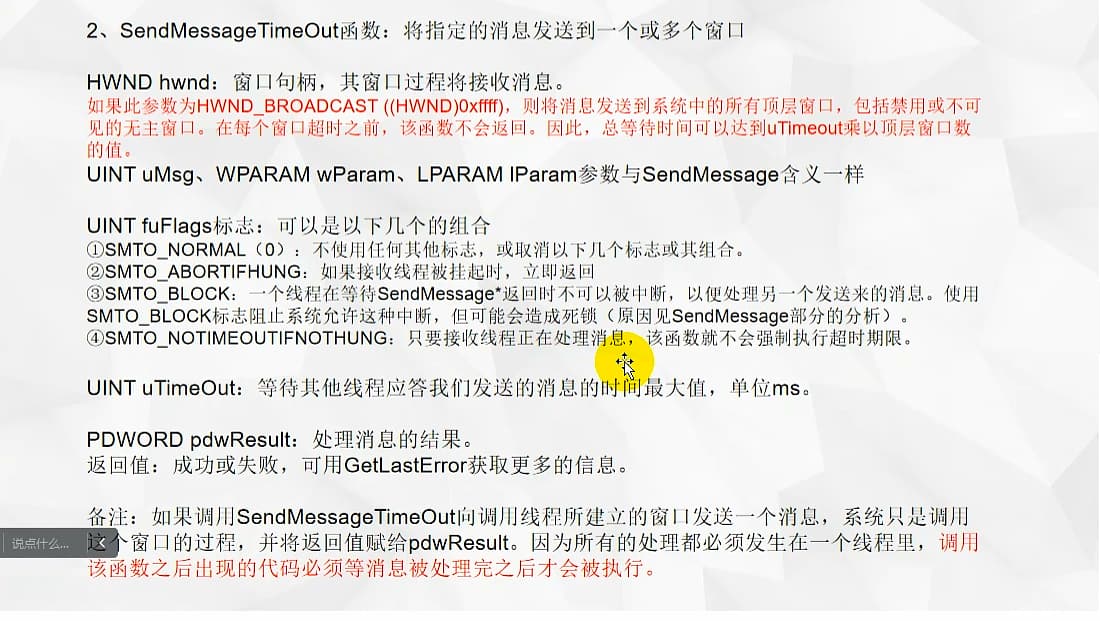 2、SendMessageTimeOut函数：将指定的消息发送到一个或多个窗口
HWND hwnd：窗口句柄，其窗口过程将接收消息。
如果此参数为HWND_BROADCAST ((HWND)0xffff)，则将消息发送到系统中的所有顶层窗口，包括禁用或不可
见的无主窗口。在每个窗口超时之前，该函数不会返回。因此，总等待时间可以达到uTimeout乘以顶层窗口数
的值。
UINT uMsg、WPARAM wParam、LPARAM lParam参数与SendMessage含义一样
UINT fuFlags标志：可以是以下几个的组合
①SMTO_NORMAL（0）：不使用任何其他标志，或取消以下几个标志或其组合。
②SMTO_ABORTIFHUNG：如果接收线程被挂起时，立即返回
③SMTO_BLOCK：一个线程在等待SendMessage*返回时不可以被中断，以便处理另一个发送来的消息。使用
SMTO_BLOCK标志阻止系统允许这种中断，但可能会造成死锁（原因见SendMessage部分的分析）。
④SMTO_NOTIMEOUTIFNOTHUNG：只要接收线程正在处理消息，该函数就不会强制执行超时期限。
UINT uTimeOut：等待其他线程应答我们发送的消息的时间最大值，单位ms。
PDWORD pdwResult：处理消息的结果。
返回值：成功或失败，可用GetLastError获取更多的信息。
备注：如果调用SendMessageTimeOut向调用线程所建立的窗口发送一个消息，系统只是调用
这个窗口的过程，并将返回值赋给pdwResult。因为所有的处理都必须发生在一个线程里，调用
该函数之后出现的代码必须等消息被处理完之后才会被执行。
说点什么...